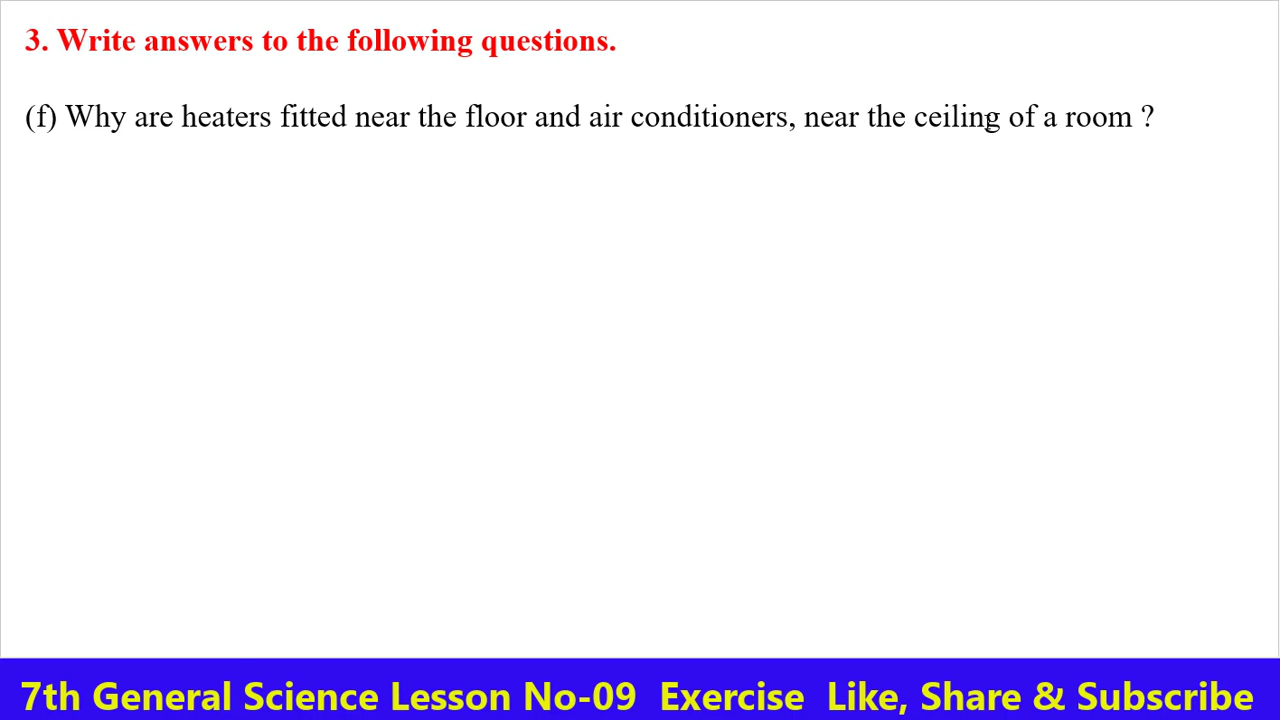 3. Write answers to the following questions.
(f) Why are heaters fitted near the floor and air conditioners, near the ceiling of a room ?
7th General Science Lesson No-09 Exercise Like, Share & Subscribe